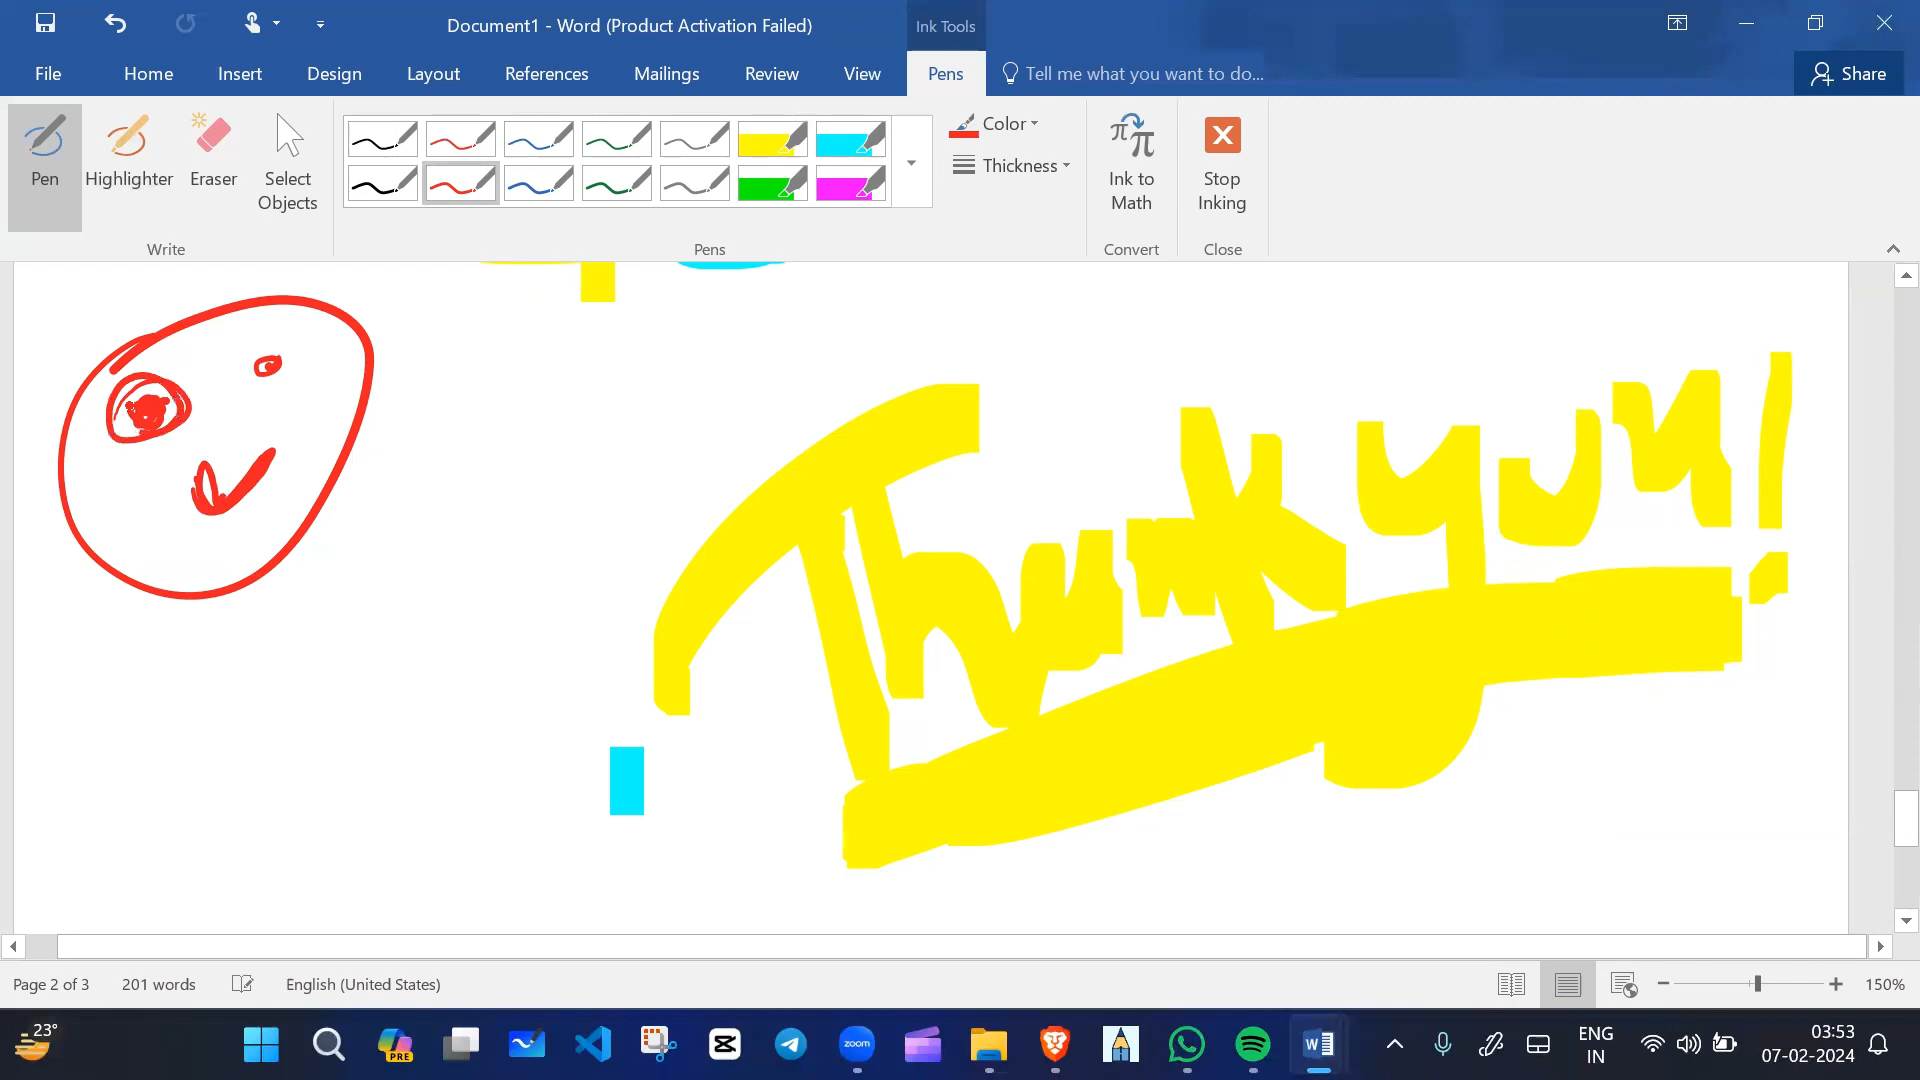 Document1 - Word (Product Activation Failed)
Ink Tools
File Home Insert Design Layout References Mailings Review View Pens Tell me what you want to do... Share
Pen Highlighter Eraser Select Objects
Color
Thickness
Ink to Math
Stop Inking
Write Pens Convert Close
Thank you!
Page 2 of 3 201 words English (United States) 150%
23°
PRE
zoom
W
ENG
IN
03:53
07-02-2024